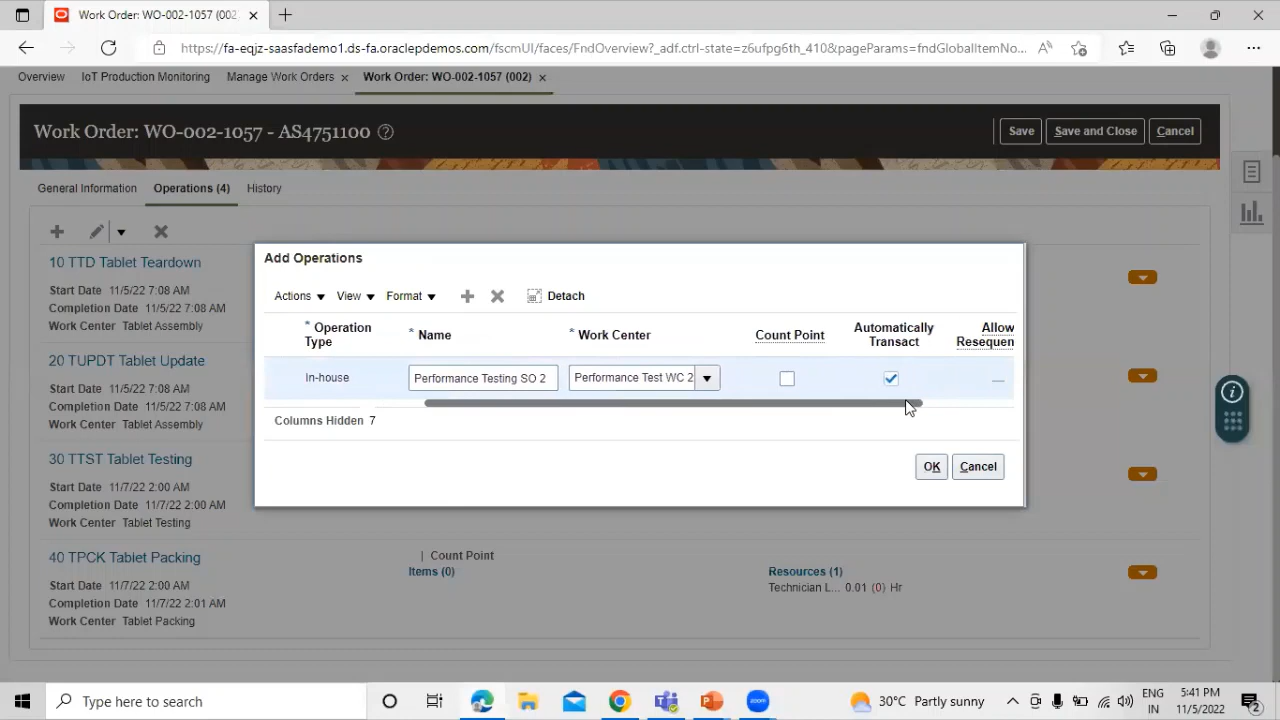 Work Order: WO-002-1057 (002
https://fa-eqjz-saasfademo1.ds-fa.oraclepdemos.com/fscmUI/faces/FndOverview?_adf.ctrl-state=z6urpg6th_410&pageParams=fndGlobalItemNo...
Overview IoT Production Monitoring Manage Work Orders Work Order: WO-002-1057 (002)
Work Order: WO-002-1057 - AS4751100
Save Save and Close Cancel
General Information Operations (4) History
10 TTD Tablet Teardown
Start Date 11/5/22 7:08 AM
Completion Date 11/5/22 7:08 AM
Work Center Tablet Assembly
20 TUPDT Tablet Update
Start Date 11/5/22 7:08 AM
Completion Date 11/7/22 2:00 AM
Work Center Tablet Assembly
30 TTST Tablet Testing
Start Date 11/7/22 2:00 AM
Completion Date 11/7/22 2:00 AM
Work Center Tablet Testing
40 TPCK Tablet Packing
Start Date 11/7/22 2:00 AM
Completion Date 11/7/22 2:01 AM
Work Center Tablet Packing
| Count Point
Items (0)
Resources (1)
Technician L... 0.01 (0) Hr
Add Operations
Actions View Format Detach
* Operation Type * Name * Work Center Count Point Automatically Transact Allow Resequen
In-house Performance Testing SO 2 Performance Test WC 2
Columns Hidden 7
OK Cancel
Type here to search
zoom
30°C Partly sunny
ENG
IN
5:41 PM
11/5/2022
2